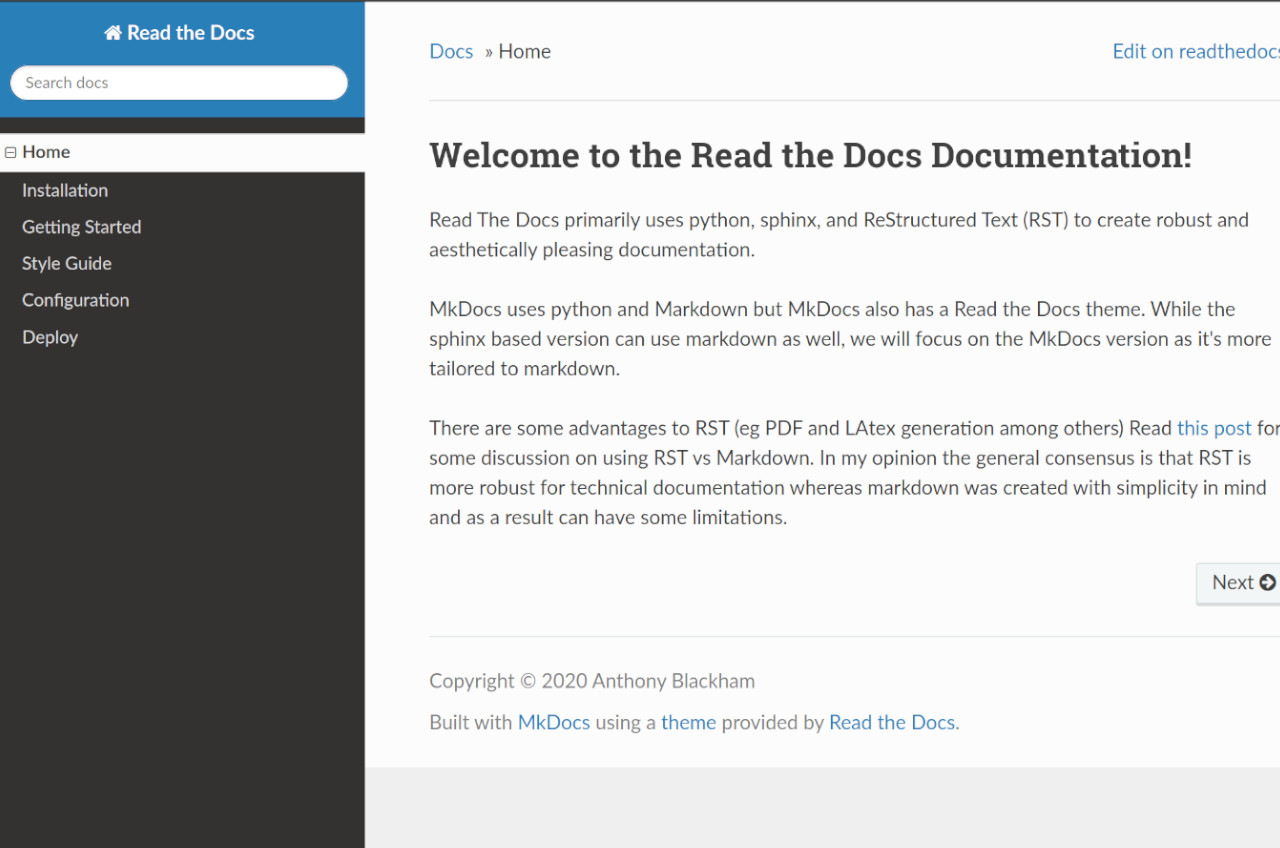 Read the Docs
Search docs
Home
Installation
Getting Started
Style Guide
Configuration
Deploy
Docs » Home
Edit on readthedocs
Welcome to the Read the Docs Documentation!
Read The Docs primarily uses python, sphinx, and ReStructured Text (RST) to create robust and
aesthetically pleasing documentation.
MkDocs uses python and Markdown but MkDocs also has a Read the Docs theme. While the
sphinx based version can use markdown as well, we will focus on the MkDocs version as it's more
tailored to markdown.
There are some advantages to RST (eg PDF and LAtex generation among others) Read this post for
some discussion on using RST vs Markdown. In my opinion the general consensus is that RST is
more robust for technical documentation whereas markdown was created with simplicity in mind
and as a result can have some limitations.
Next
Copyright © 2020 Anthony Blackham
Built with MkDocs using a theme provided by Read the Docs.